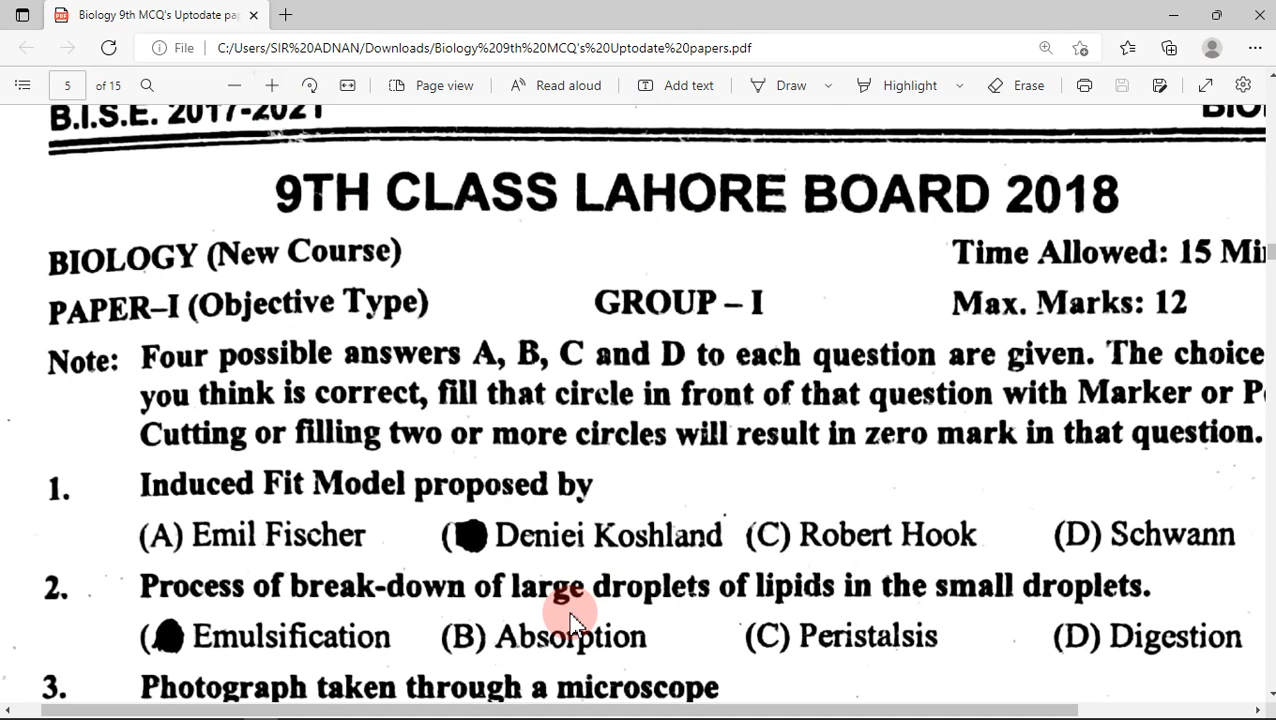 Biology 9th MCQ's Uptodate pa
File C:/Users/SIR%20ADNAN/Downloads/Biology%209th%20MCQ's%20Uptodate%20papers.pdf
5 of 15 Page view Read aloud Add text Draw Highlight Erase
B.I.S.E. 2017-2021 BIO
9TH CLASS LAHORE BOARD 2018
BIOLOGY (New Course) Time Allowed: 15 Mi
PAPER–I (Objective Type) GROUP – I Max. Marks: 12
Note: Four possible answers A, B, C and D to each question are given. The choice
you think is correct, fill that circle in front of that question with Marker or P
Cutting or filling two or more circles will result in zero mark in that question.
1. Induced Fit Model proposed by
(A) Emil Fischer ( Deniei Koshland (C) Robert Hook (D) Schwann
2. Process of break-down of large droplets of lipids in the small droplets.
( Emulsification (B) Absorption (C) Peristalsis (D) Digestion
3. Photograph taken through a microscope